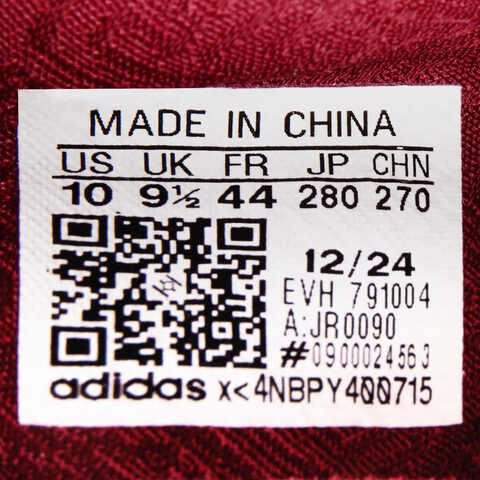 MADE IN CHINA
US UK FR JP CHN
10 9½ 44 280 270
12/24
EVH 791004
A:JR0090
#0900024563
adidas x<4NBPY400715